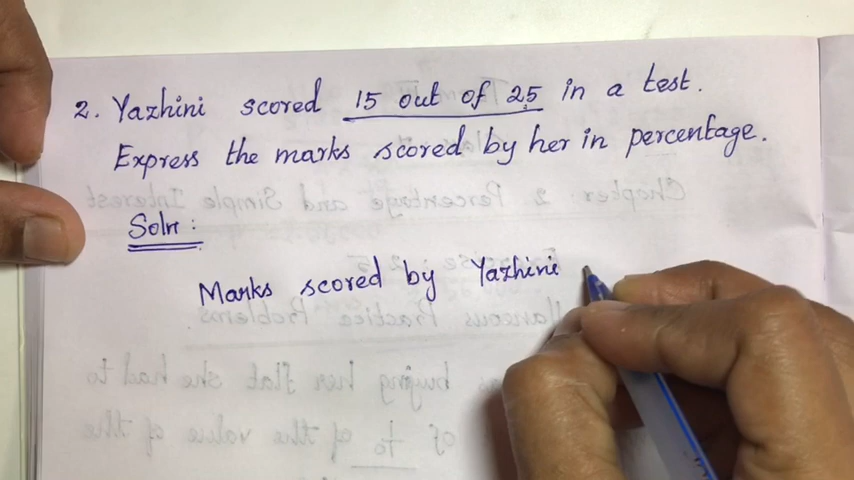 2. Yazhini scored 15 out of 25 in a test.
Express the marks scored by her in percentage.
Soln :
Marks scored by Yazhini